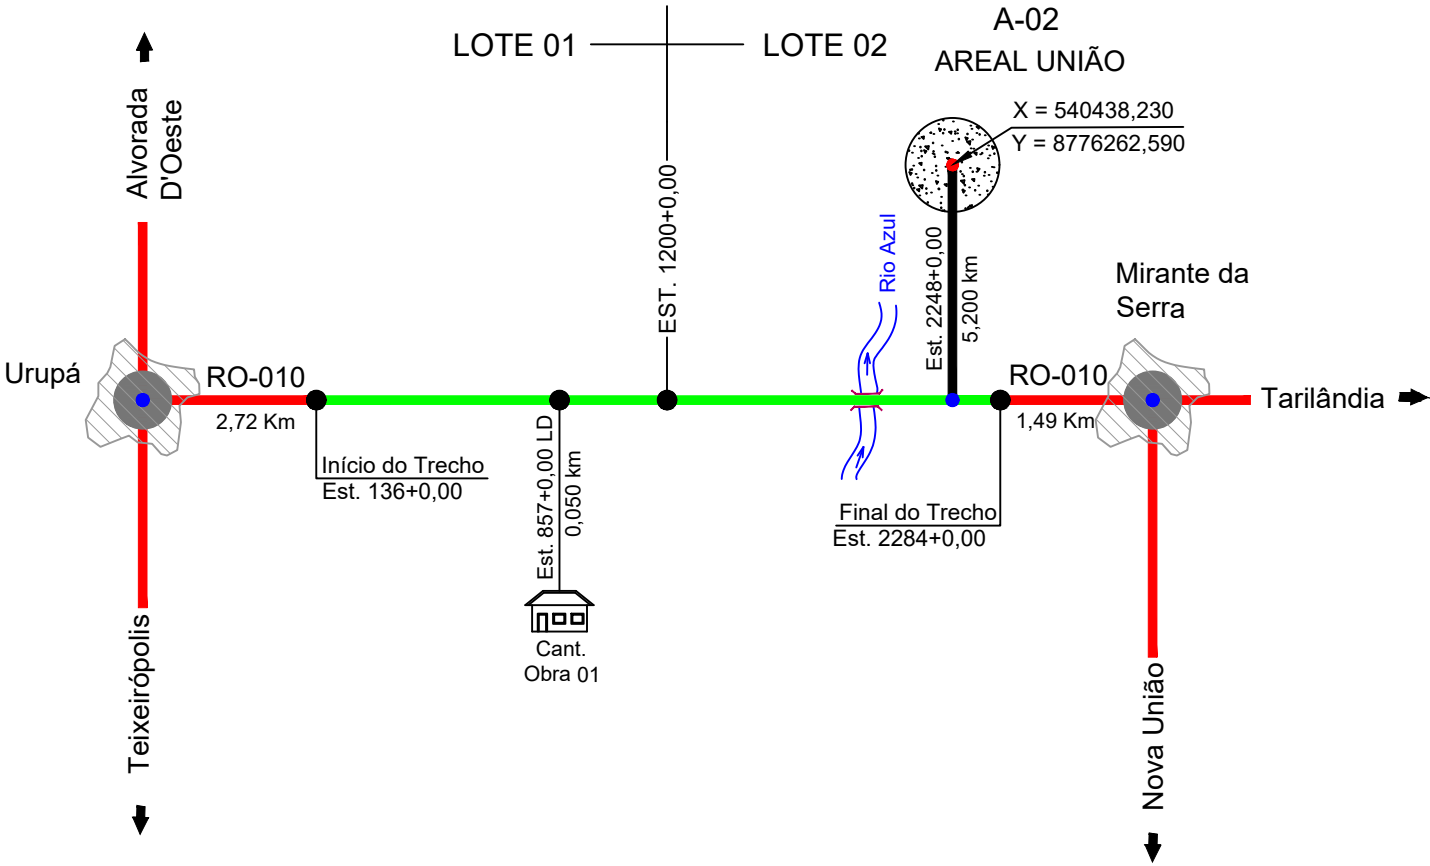 LOTE 01
LOTE 02
A-02
AREAL UNIÃO
X = 540438,230
Y = 8776262,590
Alvorada
D'Oeste
EST. 1200+0,00
Rio Azul
Est. 2248+0,00
5,200 km
Mirante da
Serra
Urupá
RO-010
2,72 Km
RO-010
1,49 Km
Tarilândia
Início do Trecho
Est. 136+0,00
Est. 857+0,00 LD
0,050 km
Final do Trecho
Est. 2284+0,00
Cant.
Obra 01
Teixeirópolis
Nova União